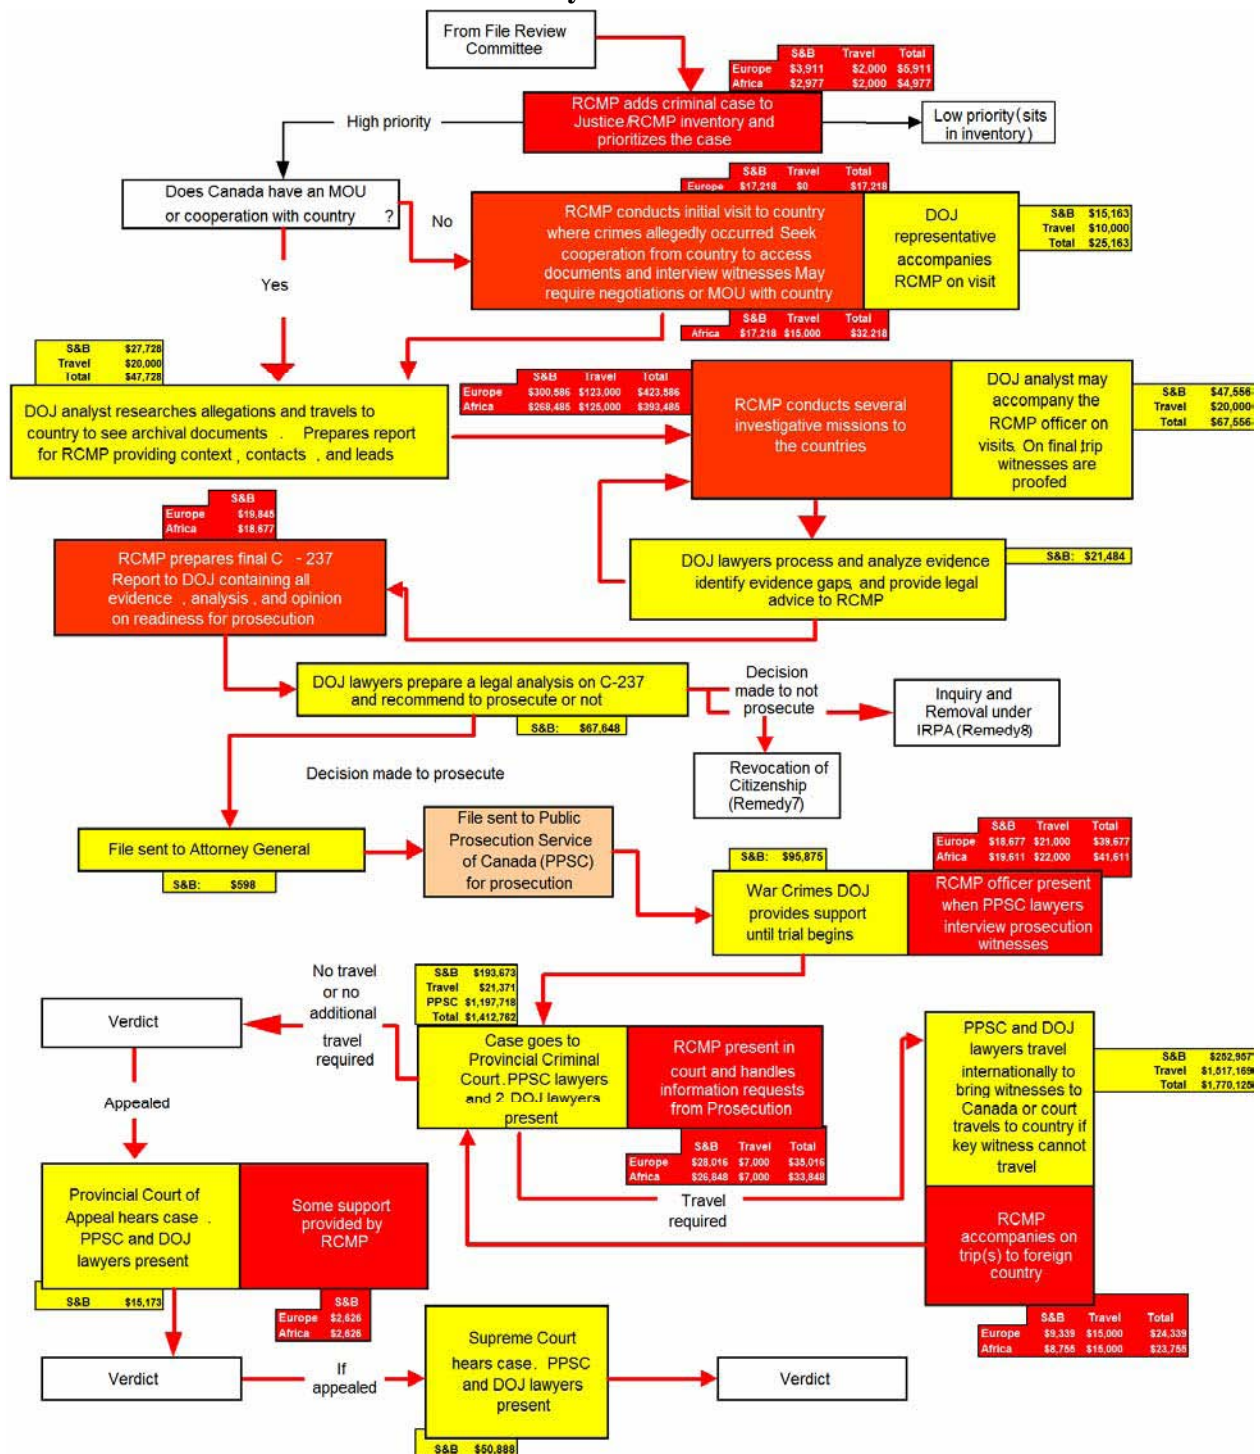 From File Review
Committee
S&B Travel Total
Europe $3,911 $2,000 $5,911
Africa $2,977 $2,000 $4,977
High priority
RCMP adds criminal case to
Justice/RCMP inventory and
prioritizes the case
Low priority (sits
in inventory)
Does Canada have an MOU
or cooperation with country ?
No
Yes
S&B Travel Total
Europe $17,218 $0 $17,218
RCMP conducts initial visit to country
where crimes allegedly occurred Seek
cooperation from country to access
documents and interview witnesses May
require negotiations or MOU with country
DOJ
representative
accompanies
RCMP on visit
S&B $15,163
Travel $10,000
Total $25,163
S&B Travel Total
Africa $17,218 $15,000 $32,218
S&B $27,728
Travel $20,000
Total $47,728
DOJ analyst researches allegations and travels to
country to see archival documents . Prepares report
for RCMP providing context , contacts , and leads
S&B Travel Total
Europe $300,586 $123,000 $423,586
Africa $268,485 $125,000 $393,485
RCMP conducts several
investigative missions to
the countries
DOJ analyst may
accompany the
RCMP officer on
visits. On final trip
witnesses are
proofed
S&B $47,556
Travel $20,000
Total $67,556
S&B
Europe $19,845
Africa $18,677
RCMP prepares final C - 237
Report to DOJ containing all
evidence , analysis , and opinion
on readiness for prosecution
DOJ lawyers process and analyze evidence
identify evidence gaps, and provide legal
advice to RCMP
S&B: $21,484
DOJ lawyers prepare a legal analysis on C-237
and recommend to prosecute or not
S&B: $67,648
Decision
made to not
prosecute
Inquiry and
Removal under
IRPA (Remedy8)
Revocation of
Citizenship
(Remedy7)
Decision made to prosecute
File sent to Attorney General
S&B: $598
File sent to Public
Prosecution Service
of Canada (PPSC)
for prosecution
S&B: $95,875
War Crimes DOJ
provides support
until trial begins
S&B Travel Total
Europe $18,677 $21,000 $39,677
Africa $19,611 $22,000 $41,611
RCMP officer present
when PPSC lawyers
interview prosecution
witnesses
No travel
or no
additional
travel
required
Verdict
Appealed
S&B $193,673
Travel $21,371
PPSC $1,197,718
Total $1,412,762
Case goes to
Provincial Criminal
Court. PPSC lawyers
and 2 DOJ lawyers
present
RCMP present in
court and handles
information requests
from Prosecution
S&B Travel Total
Europe $28,016 $7,000 $35,016
Africa $26,848 $7,000 $33,848
Travel
required
PPSC and DOJ
lawyers travel
internationally to
bring witnesses to
Canada or court
travels to country if
key witness cannot
travel
S&B
Travel
Total
RCMP
accompanies on
trip(s) to foreign
country
S&B Travel Total
Europe $9,339 $15,000 $24,339
Africa $8,755 $15,000 $23,755
Provincial Court of
Appeal hears case .
PPSC and DOJ
lawyers present
S&B $15,173
Some support
provided by
RCMP
S&B
Europe $2,626
Africa $2,626
Verdict
If
appealed
Supreme Court
hears case. PPSC
and DOJ lawyers
present
S&B $50,888
Verdict